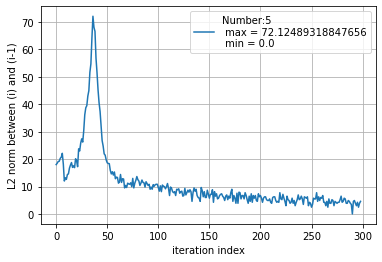 Number:5
max = 72.12489318847656
min = 0.0
L2 norm between (i) and (i-1)
70
60
50
40
30
20
10
0
0 50 100 150 200 250 300
iteration index